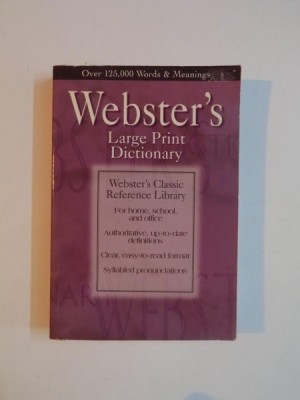 Over 125,000 Words & Meanings
Webster's
Large Print
Dictionary
Webster's Classic
Reference Library
For home, school,
and office
Authoritative, up-to-date
definitions
Clear, easy-to-read format
Syllabled pronunciations